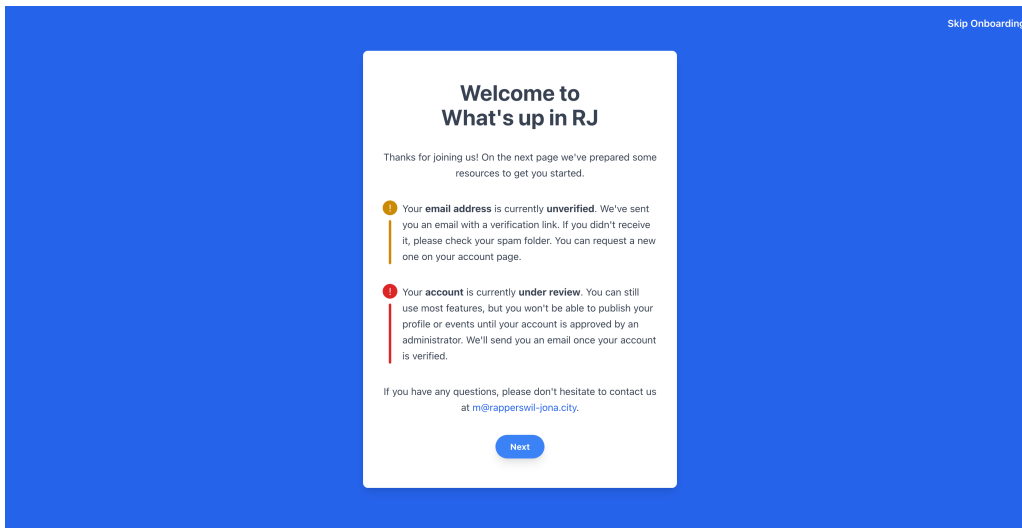 Skip Onboarding
Welcome to
What's up in RJ
Thanks for joining us! On the next page we've prepared some
resources to get you started.
! Your email address is currently unverified. We've sent
you an email with a verification link. If you didn't receive
it, please check your spam folder. You can request a new
one on your account page.
! Your account is currently under review. You can still
use most features, but you won't be able to publish your
profile or events until your account is approved by an
administrator. We'll send you an email once your account
is verified.
If you have any questions, please don't hesitate to contact us
at m@rapperswil-jona.city.
Next